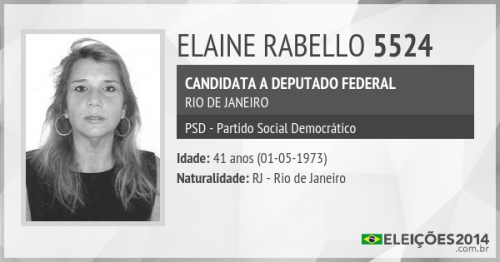 ELAINE RABELLO 5524
CANDIDATA A DEPUTADO FEDERAL
RIO DE JANEIRO
PSD - Partido Social Democrático
Idade: 41 anos (01-05-1973)
Naturalidade: RJ - Rio de Janeiro
ELEIÇÕES2014
.com.br